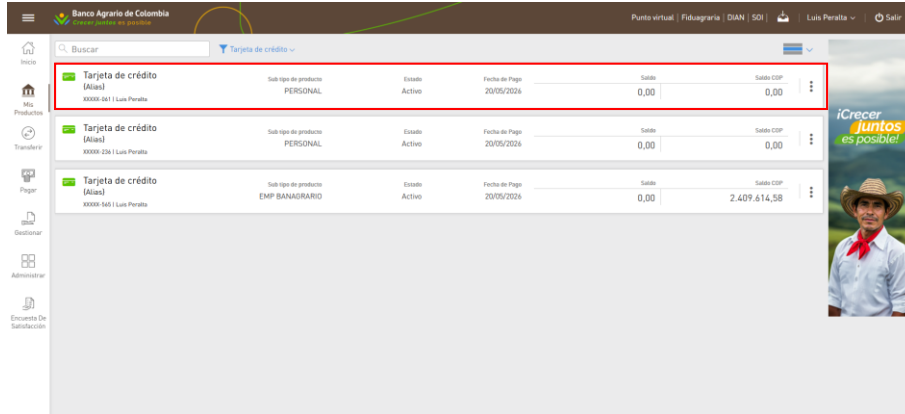 Banco Agrario de Colombia
Crecer juntos es posible
Punto virtual | Fiduagraria | DIAN | SOI | | Luis Peralta | Salir
Inicio
Mis Productos
Transferir
Pagar
Gestionar
Administrar
Encuesta De Satisfacción
Buscar
Tarjeta de crédito
Tarjeta de crédito
(Alias)
XXXXX-061 | Luis Peralta
Sub tipo de producto
PERSONAL
Estado
Activo
Fecha de Pago
20/05/2026
Saldo
0,00
Saldo COP
0,00
Tarjeta de crédito
(Alias)
XXXXX-236 | Luis Peralta
Sub tipo de producto
PERSONAL
Estado
Activo
Fecha de Pago
20/05/2026
Saldo
0,00
Saldo COP
0,00
Tarjeta de crédito
(Alias)
XXXXX-565 | Luis Peralta
Sub tipo de producto
EMP BANAGRARIO
Estado
Activo
Fecha de Pago
20/05/2026
Saldo
0,00
Saldo COP
2.409.614,58
¡Crecer
juntos
es posible!